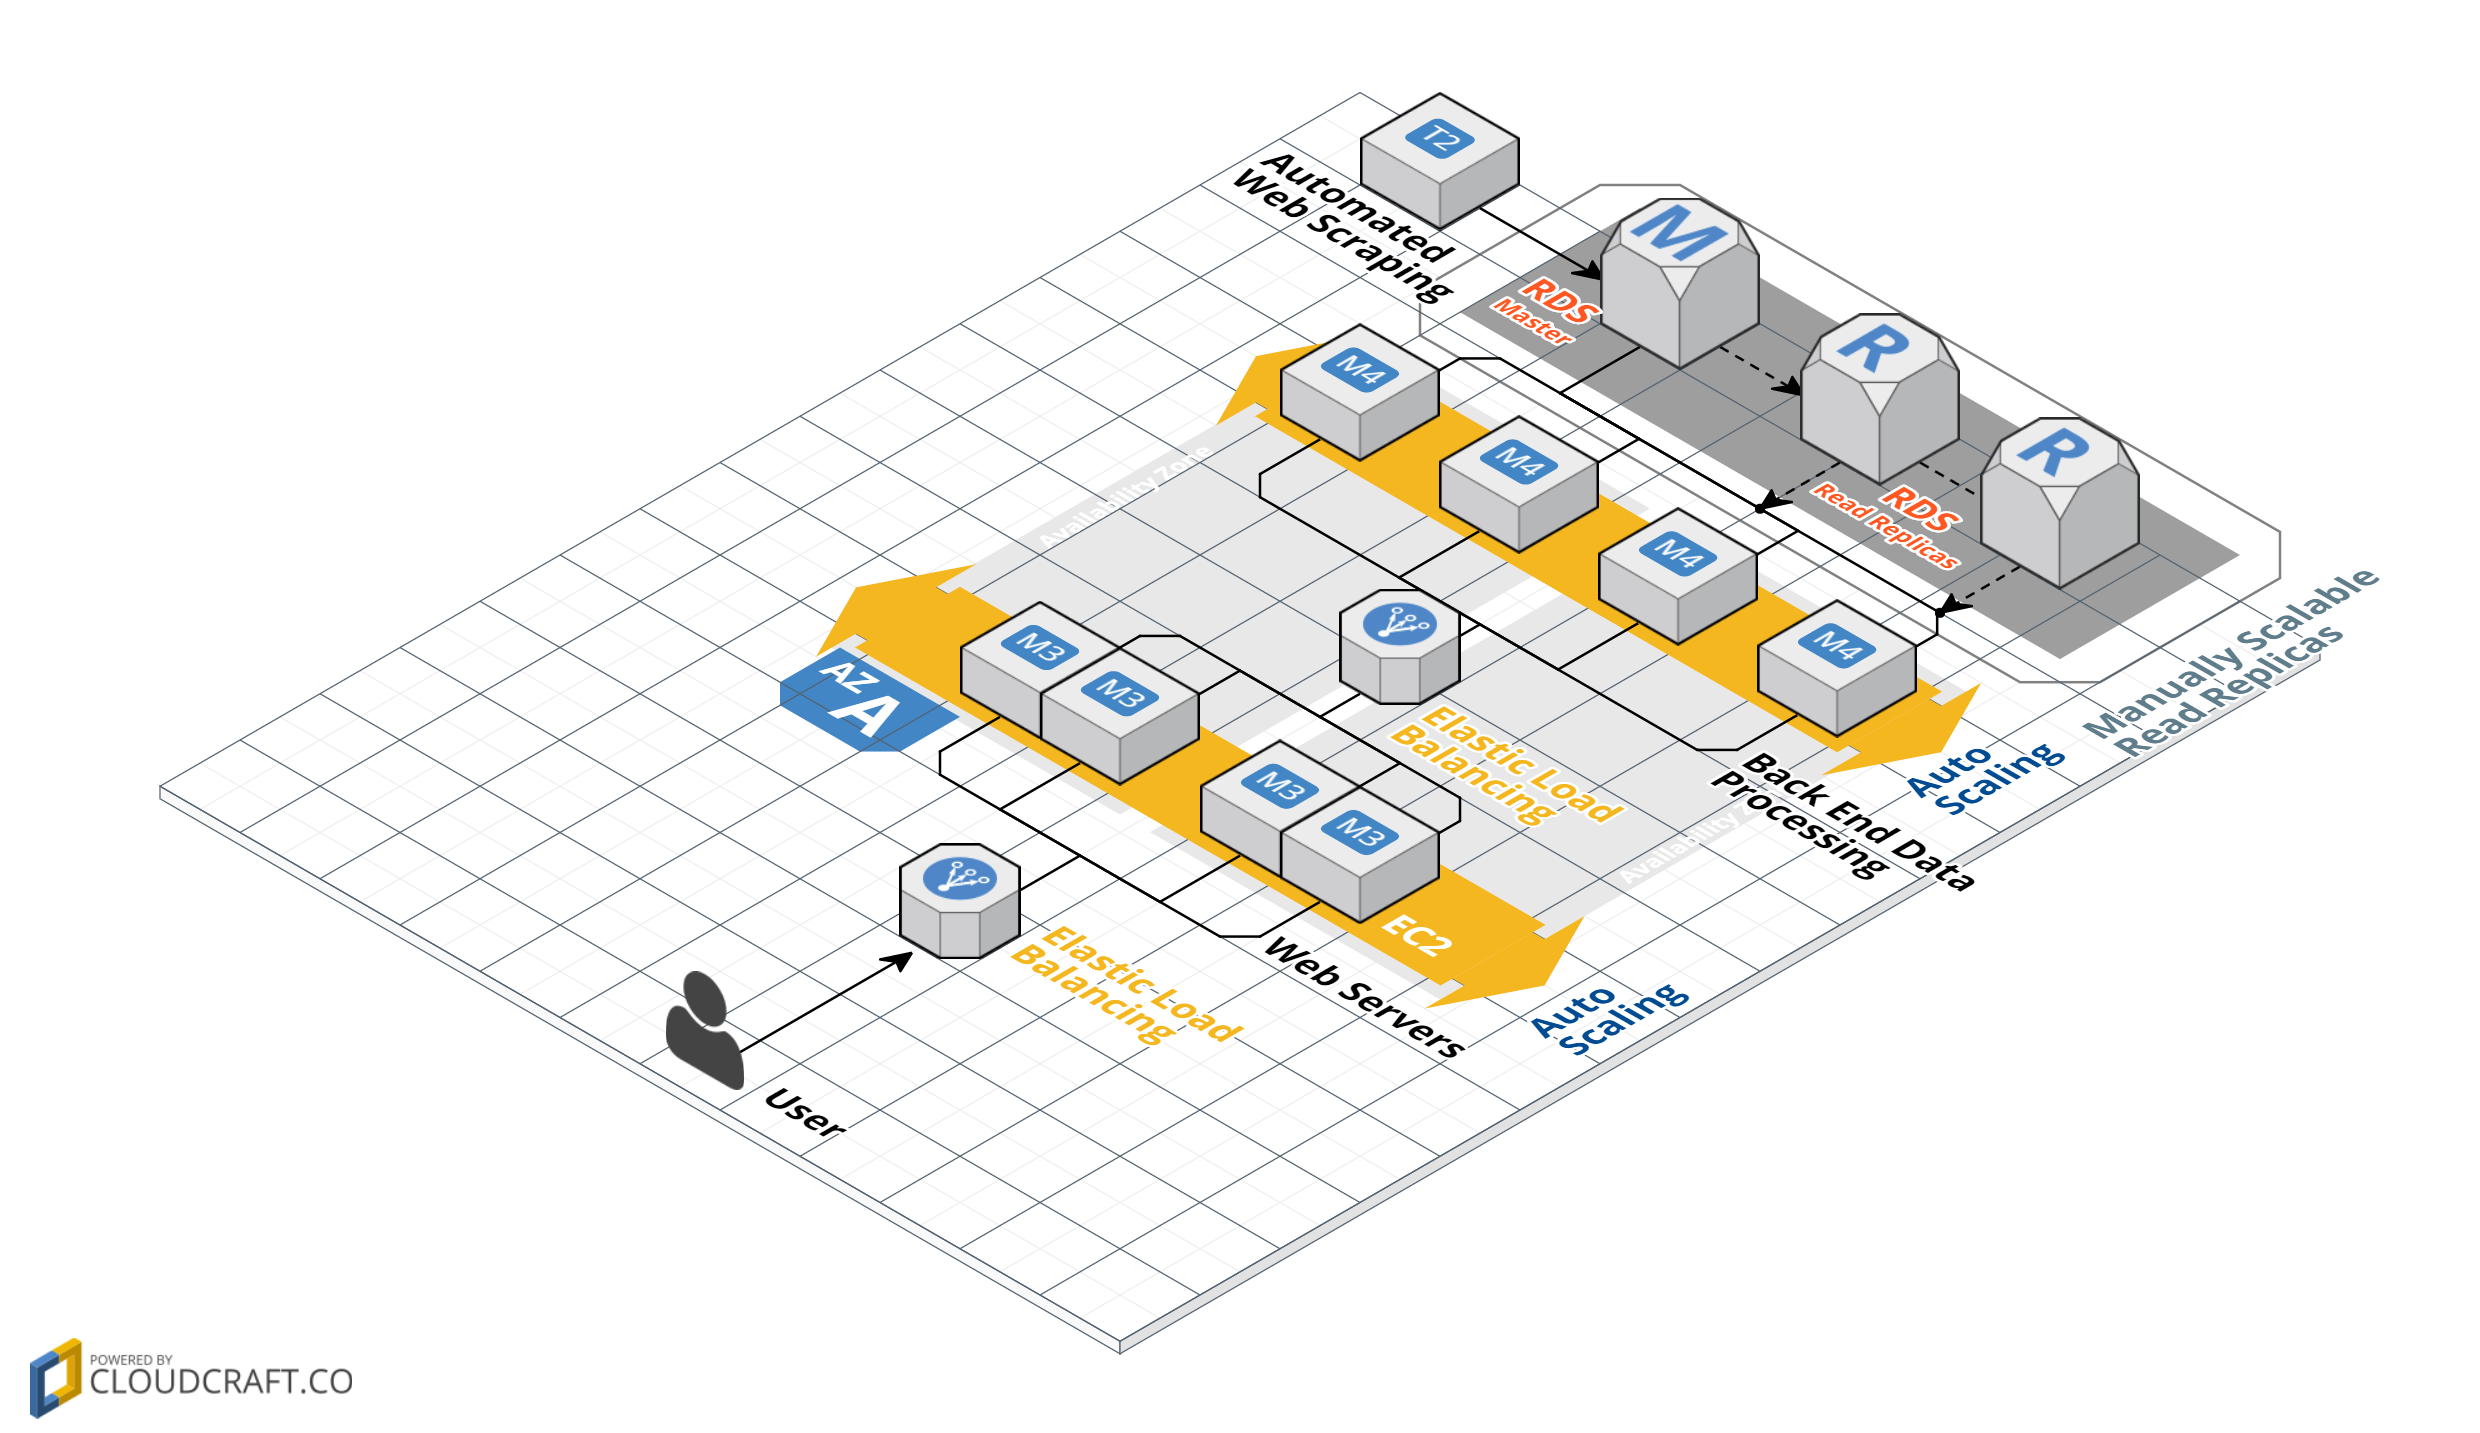 T2
Automated
Web Scraping
M
RDS
Master
R
R
RDS
Read Replicas
M4
M4
M4
M4
Availability Zone
Manually Scalable
Read Replicas
Auto
Scaling
Back End Data
Processing
Elastic Load
Balancing
AZ
A
M3
M3
M3
M3
Availability
EC2
Web Servers
Auto
Scaling
Elastic Load
Balancing
User
POWERED BY
CLOUDCRAFT.CO